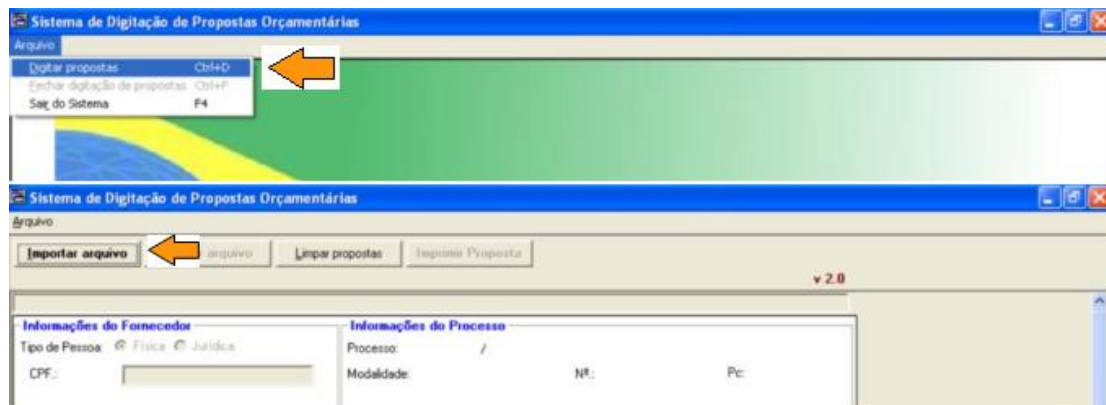 Sistema de Digitação de Propostas Orçamentárias
Arquivo
Digitar propostas Ctrl+D
Fechar digitação de propostas Ctrl+F
Sair do Sistema F4
Sistema de Digitação de Propostas Orçamentárias
Arquivo
Importar arquivo arquivo Limpar propostas Imprimir Proposta
v 2.0
Informações do Fornecedor Informações do Processo
Tipo de Pessoa: Física Jurídica Processo: /
CPF.: Modalidade: Nº.: Pc: